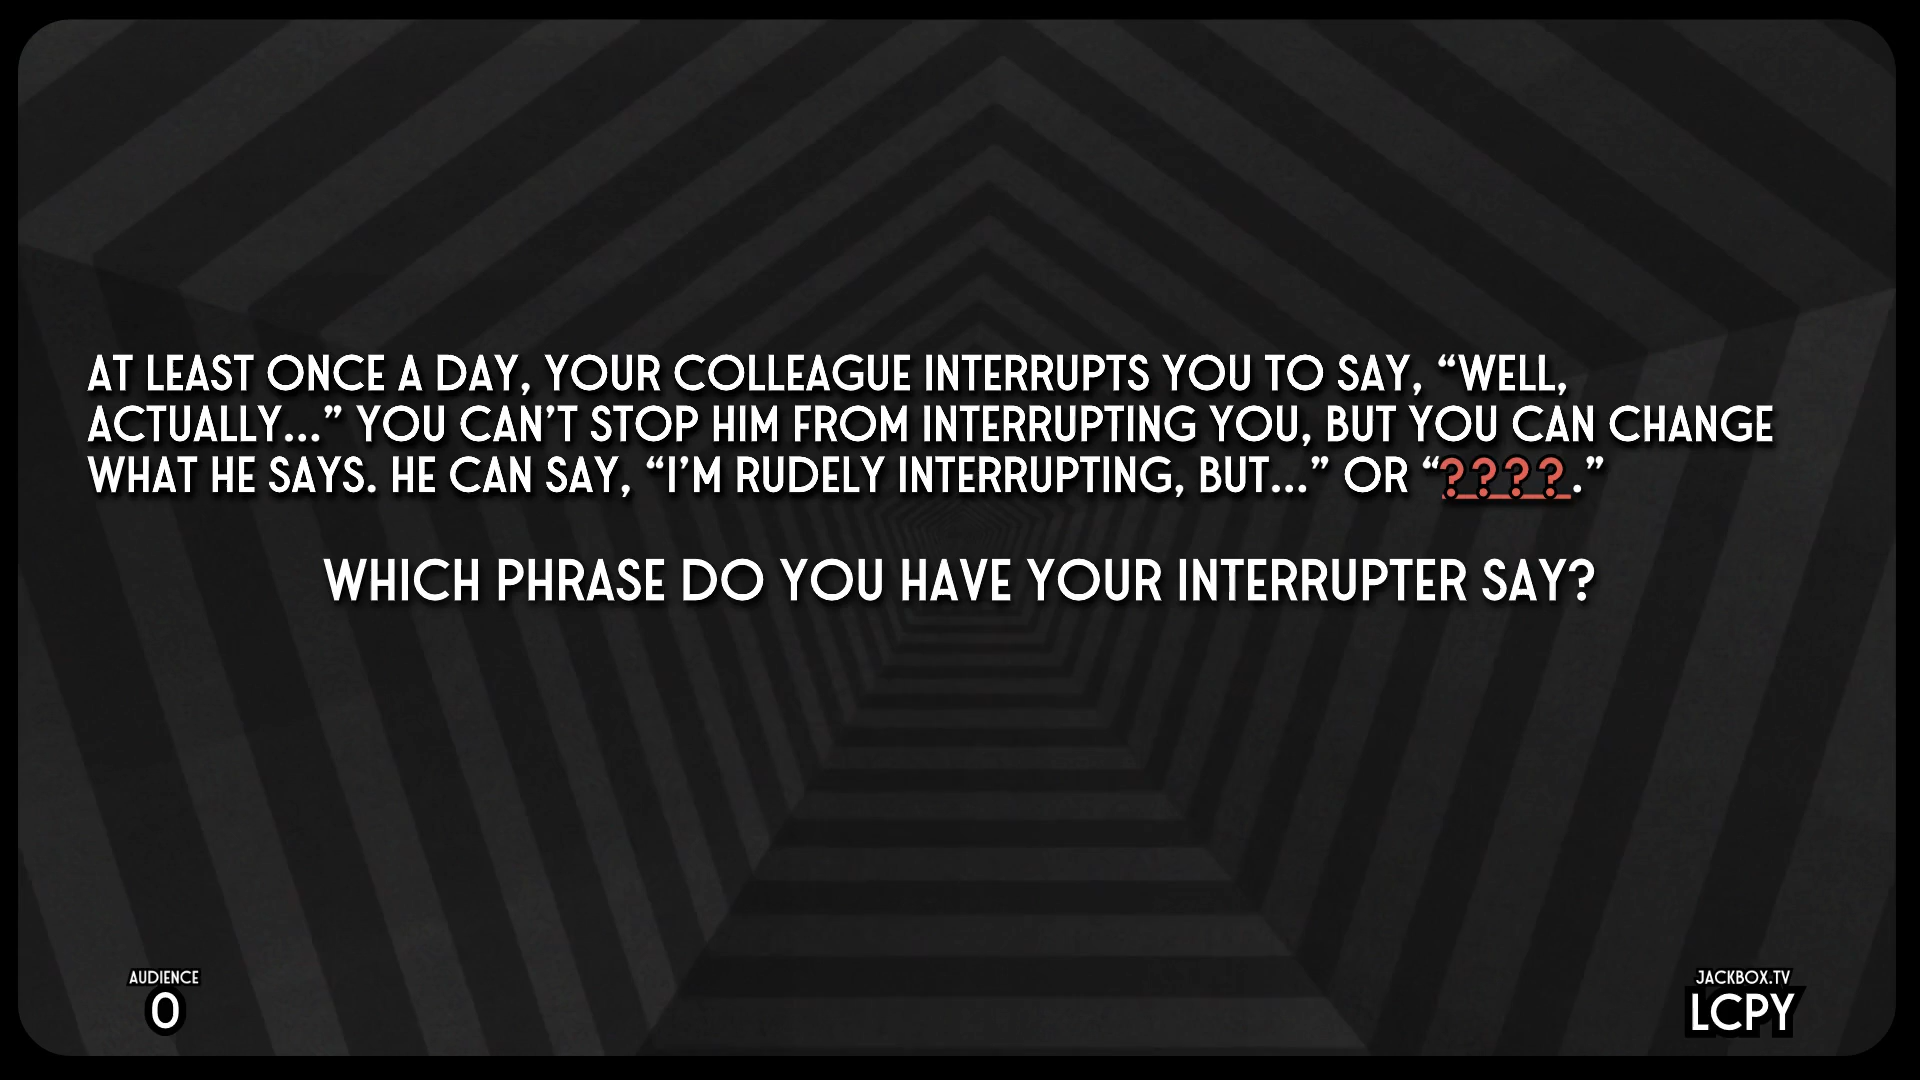 AT LEAST ONCE A DAY, YOUR COLLEAGUE INTERRUPTS YOU TO SAY, “WELL,
ACTUALLY...” YOU CAN’T STOP HIM FROM INTERRUPTING YOU, BUT YOU CAN CHANGE
WHAT HE SAYS. HE CAN SAY, “I’M RUDELY INTERRUPTING, BUT...” OR “????.”
WHICH PHRASE DO YOU HAVE YOUR INTERRUPTER SAY?
AUDIENCE
0
JACKBOX.TV
LCPY